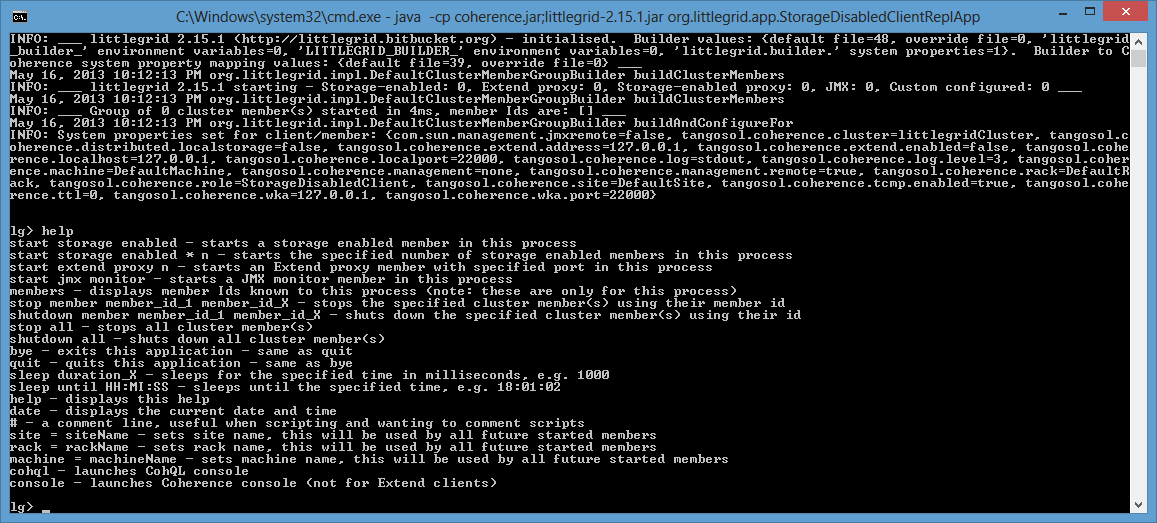 C:\Windows\system32\cmd.exe - java -cp coherence.jar;littlegrid-2.15.1.jar org.littlegrid.app.StorageDisabledClientReplApp
INFO: ___ littlegrid 2.15.1 (http://littlegrid.bitbucket.org) - initialised.  Builder values: {default file=48, override file=0, 'littlegrid
_builder_' environment variables=0, 'LITTLEGRID_BUILDER_' environment variables=0, 'littlegrid.builder.' system properties=1}.  Builder to C
oherence system property mapping values: {default file=39, override file=0} ___
May 16, 2013 10:12:13 PM org.littlegrid.impl.DefaultClusterMemberGroupBuilder buildClusterMembers
INFO: ___ littlegrid 2.15.1 starting - Storage-enabled: 0, Extend proxy: 0, Storage-enabled proxy: 0, JMX: 0, Custom configured: 0 ___
May 16, 2013 10:12:13 PM org.littlegrid.impl.DefaultClusterMemberGroupBuilder buildClusterMembers
INFO: ___ Group of 0 cluster member(s) started in 4ms, member Ids are: [] ___
May 16, 2013 10:12:13 PM org.littlegrid.impl.DefaultClusterMemberGroupBuilder buildAndConfigureFor
INFO: System properties set for client/member: {com.sun.management.jmxremote=false, tangosol.coherence.cluster=littlegridCluster, tangosol.c
oherence.distributed.localstorage=false, tangosol.coherence.extend.address=127.0.0.1, tangosol.coherence.extend.enabled=false, tangosol.cohe
rence.localhost=127.0.0.1, tangosol.coherence.localport=22000, tangosol.coherence.log=stdout, tangosol.coherence.log.level=3, tangosol.coher
ence.machine=DefaultMachine, tangosol.coherence.management=none, tangosol.coherence.management.remote=true, tangosol.coherence.rack=DefaultR
ack, tangosol.coherence.role=StorageDisabledClient, tangosol.coherence.site=DefaultSite, tangosol.coherence.tcmp.enabled=true, tangosol.cohe
rence.ttl=0, tangosol.coherence.wka=127.0.0.1, tangosol.coherence.wka.port=22000}
lg> help
start storage enabled - starts a storage enabled member in this process
start storage enabled * n - starts the specified number of storage enabled members in this process
start extend proxy n - starts an Extend proxy member with specified port in this process
start jmx monitor - starts a JMX monitor member in this process
members - displays member Ids known to this process (note: these are only for this process)
stop member member_id_1 member_id_X - stops the specified cluster member(s) using their member id
shutdown member member_id_1 member_id_X - shuts down the specified cluster member(s) using their id
stop all - stops all cluster member(s)
shutdown all - shuts down all cluster member(s)
bye - exits this application - same as quit
quit - quits this application - same as bye
sleep duration_X - sleeps for the specified time in milliseconds, e.g. 1000
sleep until HH:MI:SS - sleeps until the specified time, e.g. 18:01:02
help - displays this help
date - displays the current date and time
# - a comment line, useful when scripting and wanting to comment scripts
site = siteName - sets site name, this will be used by all future started members
rack = rackName - sets rack name, this will be used by all future started members
machine = machineName - sets machine name, this will be used by all future started members
cohql - launches CohQL console
console - launches Coherence console (not for Extend clients)
lg> _